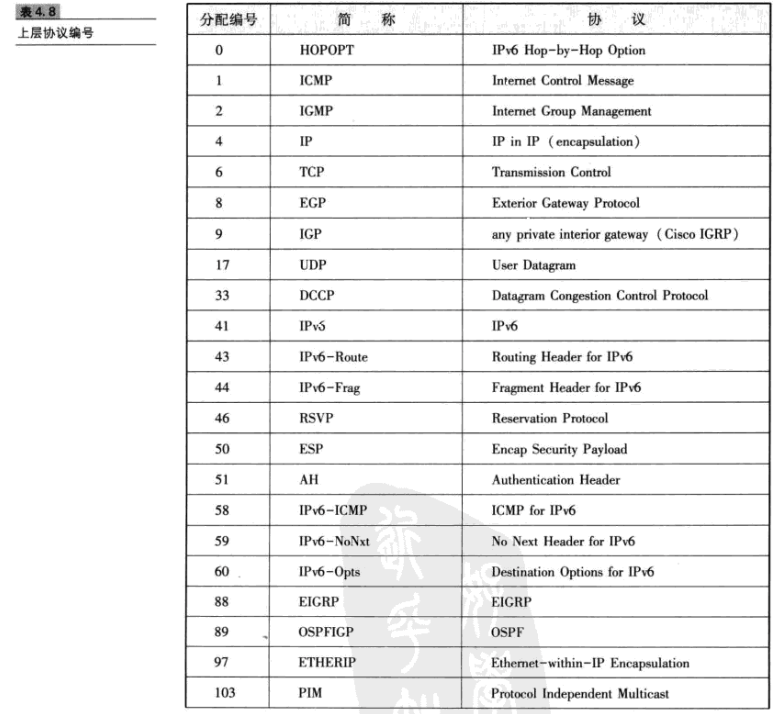 表4.8
上层协议编号
分配编号 简 称 协 议
0 HOPOPT IPv6 Hop-by-Hop Option
1 ICMP Internet Control Message
2 IGMP Internet Group Management
4 IP IP in IP （encapsulation）
6 TCP Transmission Control
8 EGP Exterior Gateway Protocol
9 IGP any private interior gateway （Cisco IGRP）
17 UDP User Datagram
33 DCCP Datagram Congestion Control Protocol
41 IPv6 IPv6
43 IPv6-Route Routing Header for IPv6
44 IPv6-Frag Fragment Header for IPv6
46 RSVP Reservation Protocol
50 ESP Encap Security Payload
51 AH Authentication Header
58 IPv6-ICMP ICMP for IPv6
59 IPv6-NoNxt No Next Header for IPv6
60 IPv6-Opts Destination Options for IPv6
88 EIGRP EIGRP
89 OSPFIGP OSPF
97 ETHERIP Ethernet-within-IP Encapsulation
103 PIM Protocol Independent Multicast